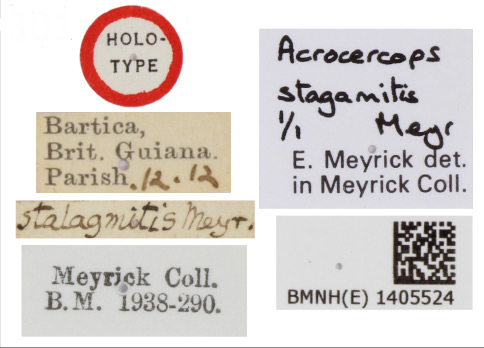 HOLO-
TYPE
Bartica,
Brit. Guiana.
Parish.12.12
stalagmitis Meyr.
Meyrick Coll.
B.M. 1938-290.
Acrocercops
stagamitis
1/1 Meyr
E. Meyrick det.
in Meyrick Coll.
BMNH(E) 1405524